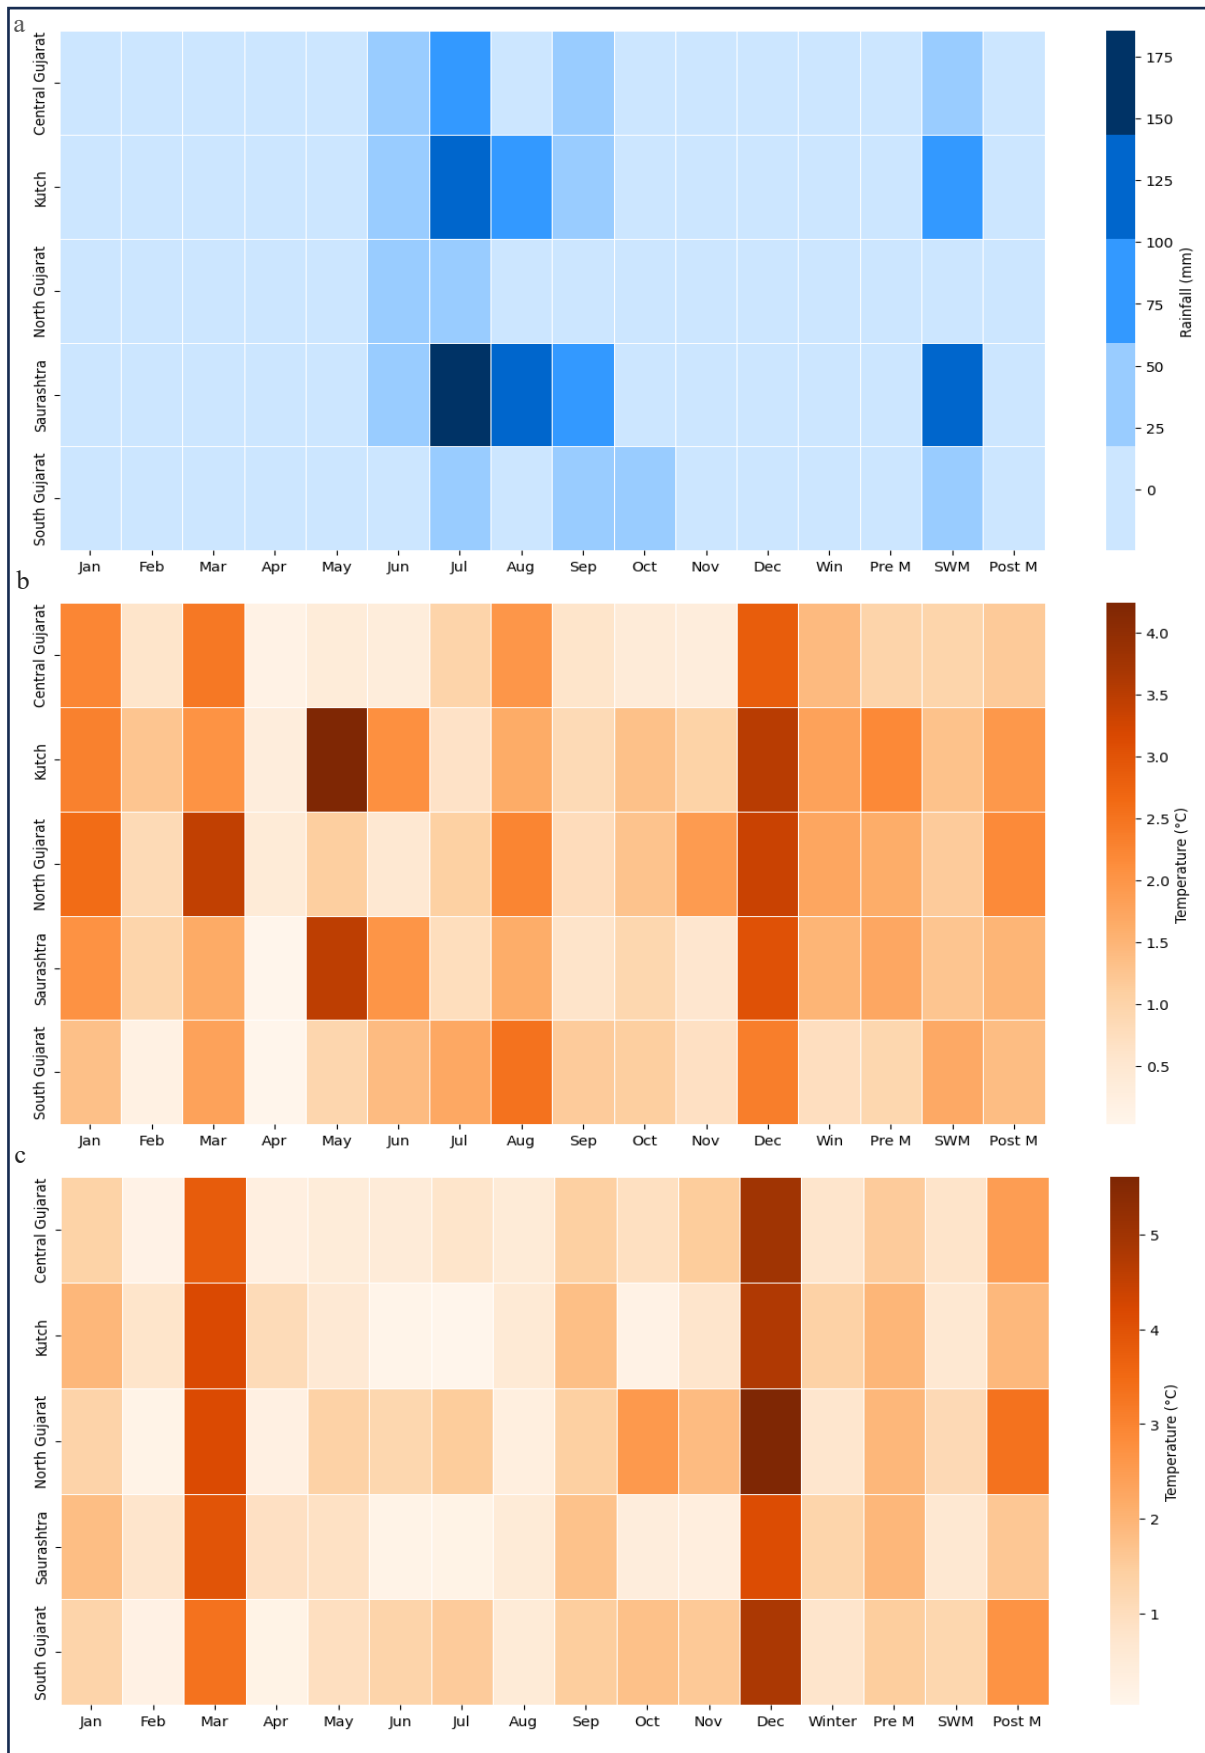 a
Central Gujarat
Kutch
North Gujarat
Saurashtra
South Gujarat
Jan Feb Mar Apr May Jun Jul Aug Sep Oct Nov Dec Win Pre M SWM Post M
175
150
125
100
75
50
25
0
Rainfall (mm)
b
Central Gujarat
Kutch
North Gujarat
Saurashtra
South Gujarat
Jan Feb Mar Apr May Jun Jul Aug Sep Oct Nov Dec Win Pre M SWM Post M
4.0
3.5
3.0
2.5
2.0
1.5
1.0
0.5
Temperature (°C)
c
Central Gujarat
Kutch
North Gujarat
Saurashtra
South Gujarat
Jan Feb Mar Apr May Jun Jul Aug Sep Oct Nov Dec Winter Pre M SWM Post M
5
4
3
2
1
Temperature (°C)